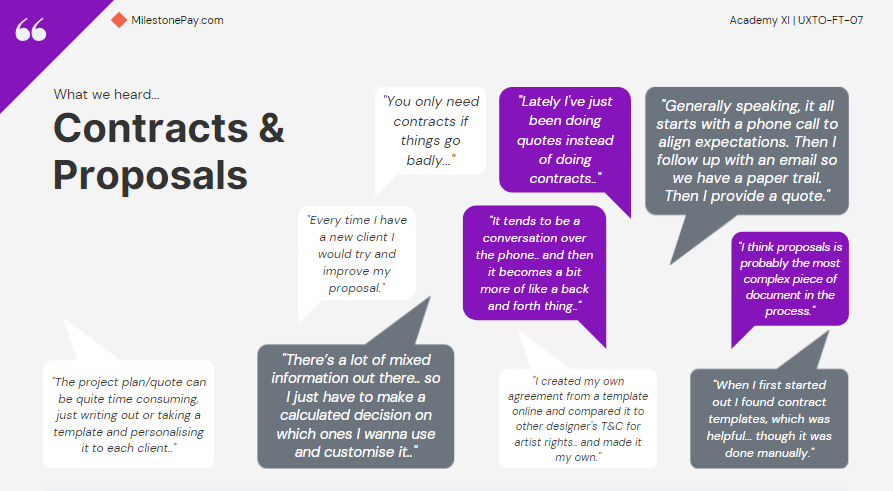 MilestonePay.com
Academy XI | UXTO-FT-07
What we heard...
Contracts &
Proposals
"You only need
contracts if
things go
badly..."
"Lately I've just
been doing
quotes instead
of doing
contracts.."
"Generally speaking, it all
starts with a phone call to
align expectations. Then I
follow up with an email so
we have a paper trail.
Then I provide a quote."
"Every time I have
a new client I
would try and
improve my
proposal."
"It tends to be a
conversation over
the phone.. and then
it becomes a bit
more of like a back
and forth thing.."
"I think proposals is
probably the most
complex piece of
document in the
process."
"The project plan/quote can
be quite time consuming,
just writing out or taking a
template and personalising
it to each client.."
"There's a lot of mixed
information out there.. so
I just have to make a
calculated decision on
which ones I wanna use
and customise it.."
"I created my own
agreement from a template
online and compared it to
other designer's T&C for
artist rights.. and made it
my own."
"When I first started
out I found contract
templates, which was
helpful... though it was
done manually."